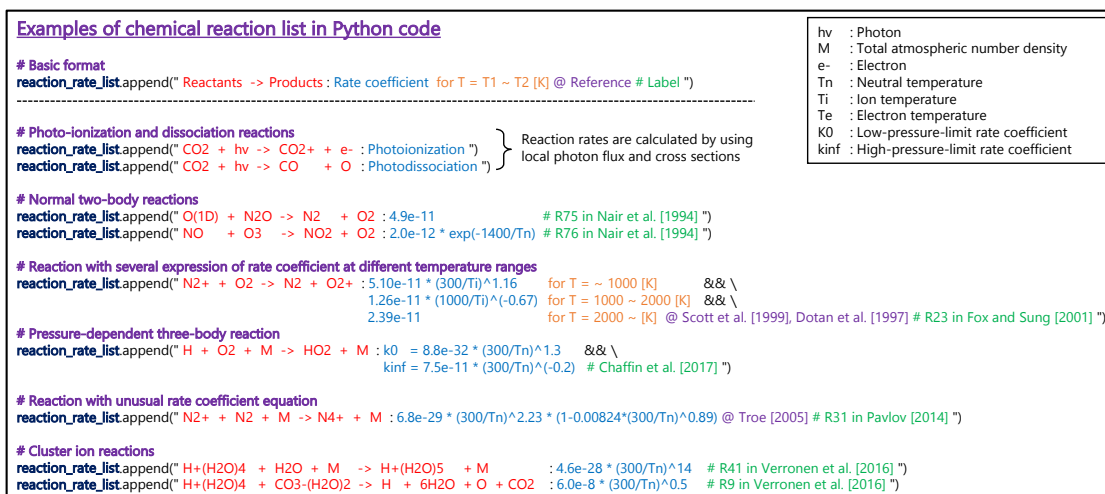 Examples of chemical reaction list in Python code
# Basic format
reaction_rate_list.append(" Reactants -> Products : Rate coefficient for T = T1 ~ T2 [K] @ Reference # Label ")
# Photo-ionization and dissociation reactions
reaction_rate_list.append(" CO2 + hv -> CO2+ + e- : Photoionization ")
reaction_rate_list.append(" CO2 + hv -> CO + O : Photodissociation ")
Reaction rates are calculated by using
local photon flux and cross sections
hv : Photon
M : Total atmospheric number density
e- : Electron
Tn : Neutral temperature
Ti : Ion temperature
Te : Electron temperature
K0 : Low-pressure-limit rate coefficient
kinf : High-pressure-limit rate coefficient
# Normal two-body reactions
reaction_rate_list.append(" O(1D) + N2O -> N2 + O2 : 4.9e-11 # R75 in Nair et al. [1994] ")
reaction_rate_list.append(" NO + O3 -> NO2 + O2 : 2.0e-12 * exp(-1400/Tn) # R76 in Nair et al. [1994] ")
# Reaction with several expression of rate coefficient at different temperature ranges
reaction_rate_list.append(" N2+ + O2 -> N2 + O2+ : 5.10e-11 * (300/Ti)^1.16 for T = ~ 1000 [K] && \
1.26e-11 * (1000/Ti)^(-0.67) for T = 1000 ~ 2000 [K] && \
2.39e-11 for T = 2000 ~ [K] @ Scott et al. [1999], Dotan et al. [1997] # R23 in Fox and Sung [2001] ")
# Pressure-dependent three-body reaction
reaction_rate_list.append(" H + O2 + M -> HO2 + M : k0 = 8.8e-32 * (300/Tn)^1.3 && \
kinf = 7.5e-11 * (300/Tn)^(-0.2) # Chaffin et al. [2017] ")
# Reaction with unusual rate coefficient equation
reaction_rate_list.append(" N2+ + N2 + M -> N4+ + M : 6.8e-29 * (300/Tn)^2.23 * (1-0.00824*(300/Tn)^0.89) @ Troe [2005] # R31 in Pavlov [2014] ")
# Cluster ion reactions
reaction_rate_list.append(" H+(H2O)4 + H2O + M -> H+(H2O)5 + M : 4.6e-28 * (300/Tn)^14 # R41 in Verronen et al. [2016] ")
reaction_rate_list.append(" H+(H2O)4 + CO3-(H2O)2 -> H + 6H2O + O + CO2 : 6.0e-8 * (300/Tn)^0.5 # R9 in Verronen et al. [2016] ")